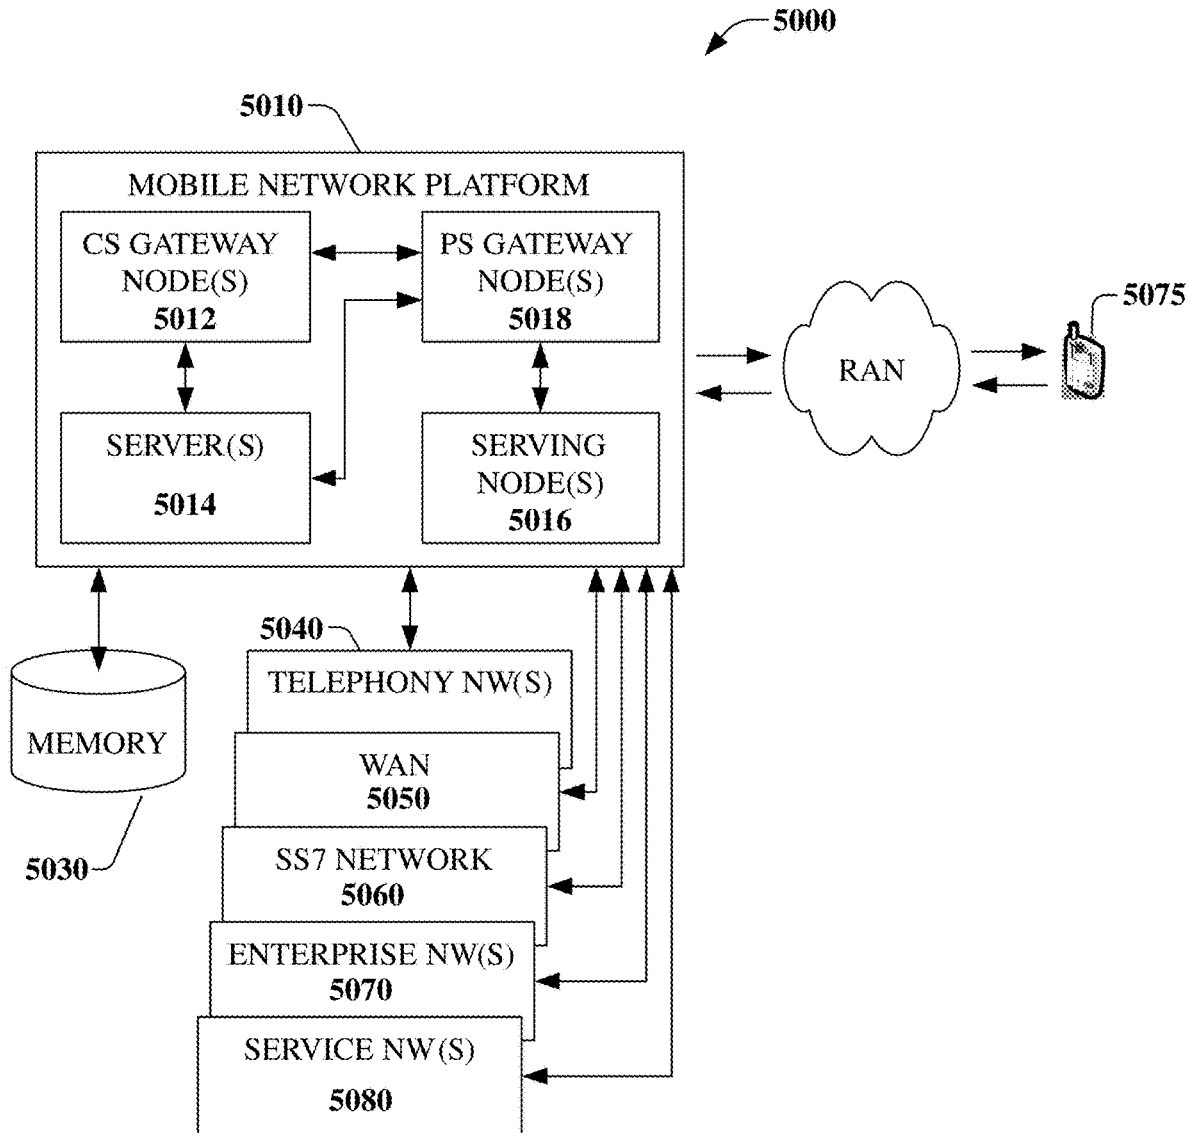 5000
5010
MOBILE NETWORK PLATFORM
CS GATEWAY
NODE(S)
5012
PS GATEWAY
NODE(S)
5018
SERVER(S)
5014
SERVING
NODE(S)
5016
RAN
5075
MEMORY
5030
5040
TELEPHONY NW(S)
WAN
5050
SS7 NETWORK
5060
ENTERPRISE NW(S)
5070
SERVICE NW(S)
5080